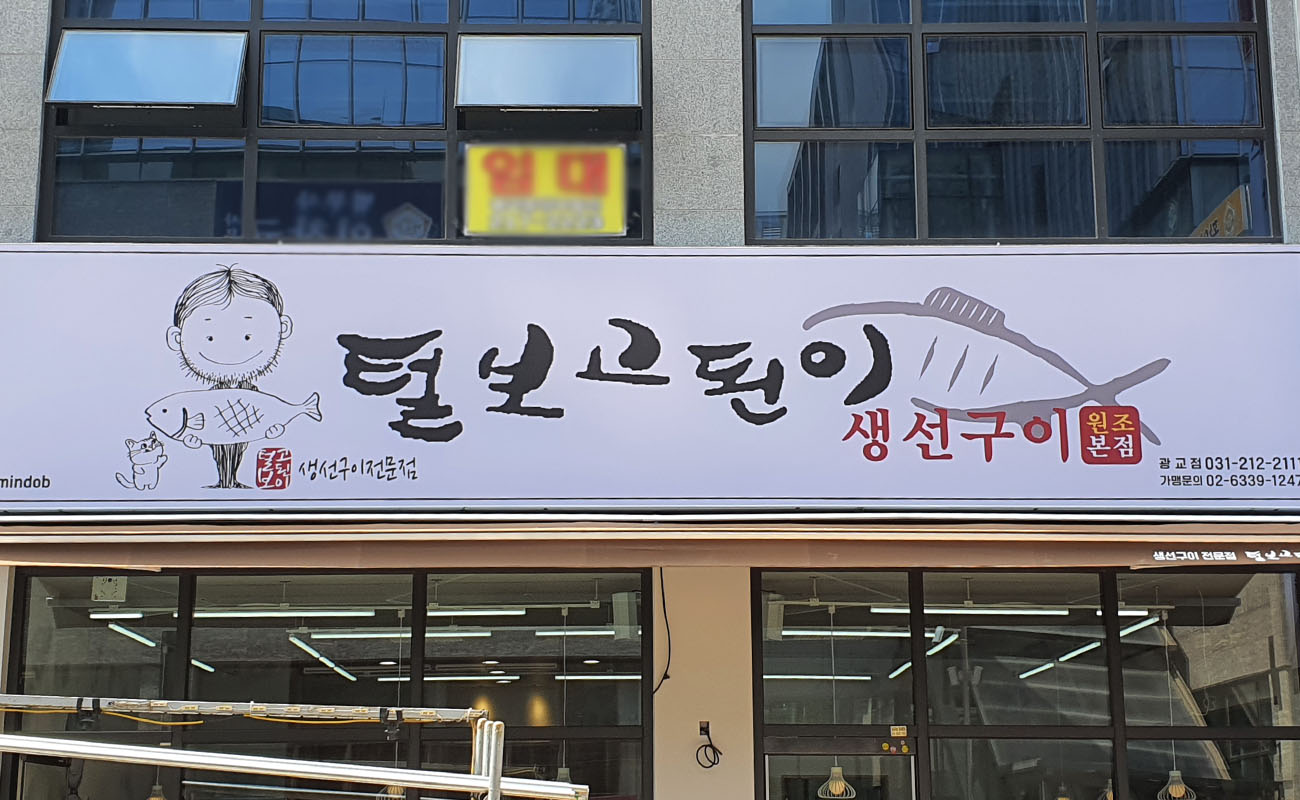 임대
털보고된이
생선구이
원조
본점
털보
고된이
생선구이전문점
mindob
광교점 031-212-2111
가맹문의 02-6339-1247
생선구이 전문점 털보고